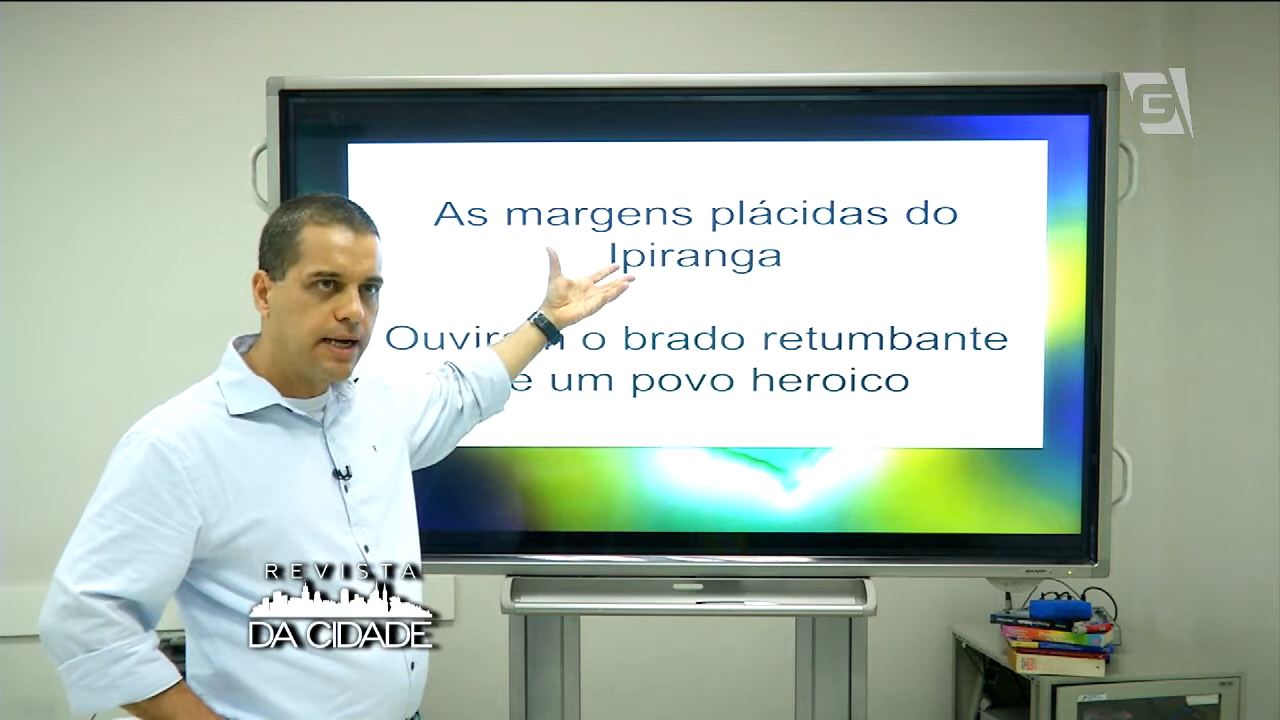 As margens plácidas do
Ipiranga
o brado retumbante
um povo heroico
REVISTA
DA CIDADE